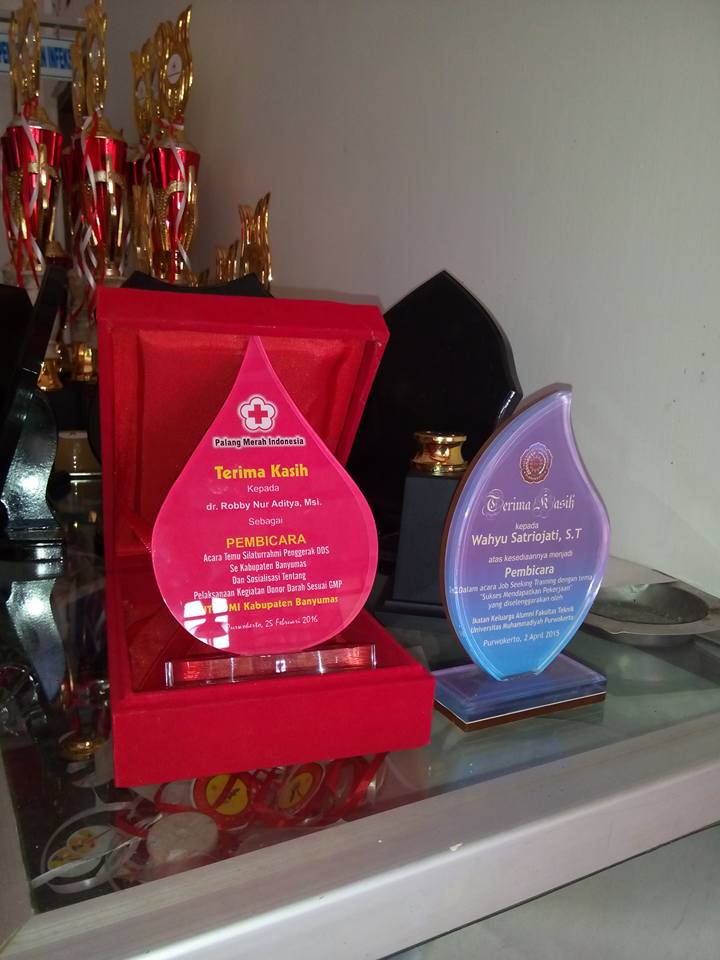 Palang Merah Indonesia
Terima Kasih
Kepada
dr. Robby Nur Aditya, Msi.
Sebagai
PEMBICARA
Acara Temu Silaturrahmi Penggerak DDS
Se Kabupaten Banyumas
Dan Sosialisasi Tentang
Pelaksanaan Kegiatan Donor Darah Sesuai GMP
PMI Kabupaten Banyumas
Purwokerto, 25 Februari 2016
Terima Kasih
kepada
Wahyu Satriojati, S.T
atas kesediaannya menjadi
Pembicara
Dalam acara Job Seeking Training dengan tema
"Sukses Mendapatkan Pekerjaan"
yang diselenggarakan oleh
Ikatan Keluarga Alumni Fakultas Teknik
Universitas Muhammadiyah Purwokerto
Purwokerto, 2 April 2015